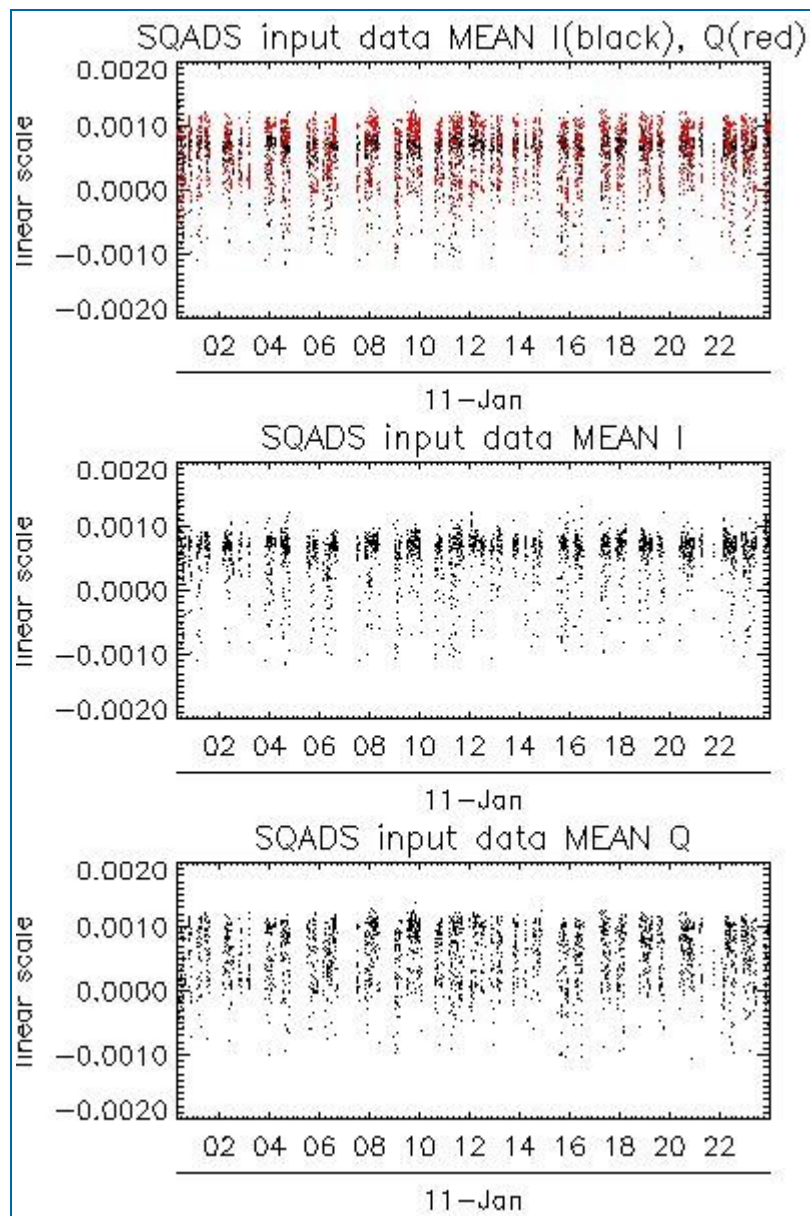 SQADS input data MEAN I(black), Q(red)
linear scale
0.0020
0.0010
0.0000
−0.0010
−0.0020
02 04 06 08 10 12 14 16 18 20 22
11-Jan
SQADS input data MEAN I
linear scale
0.0020
0.0010
0.0000
−0.0010
−0.0020
02 04 06 08 10 12 14 16 18 20 22
11-Jan
SQADS input data MEAN Q
linear scale
0.0020
0.0010
0.0000
−0.0010
−0.0020
02 04 06 08 10 12 14 16 18 20 22
11-Jan